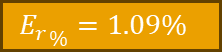 E_{r%} = 1.09%